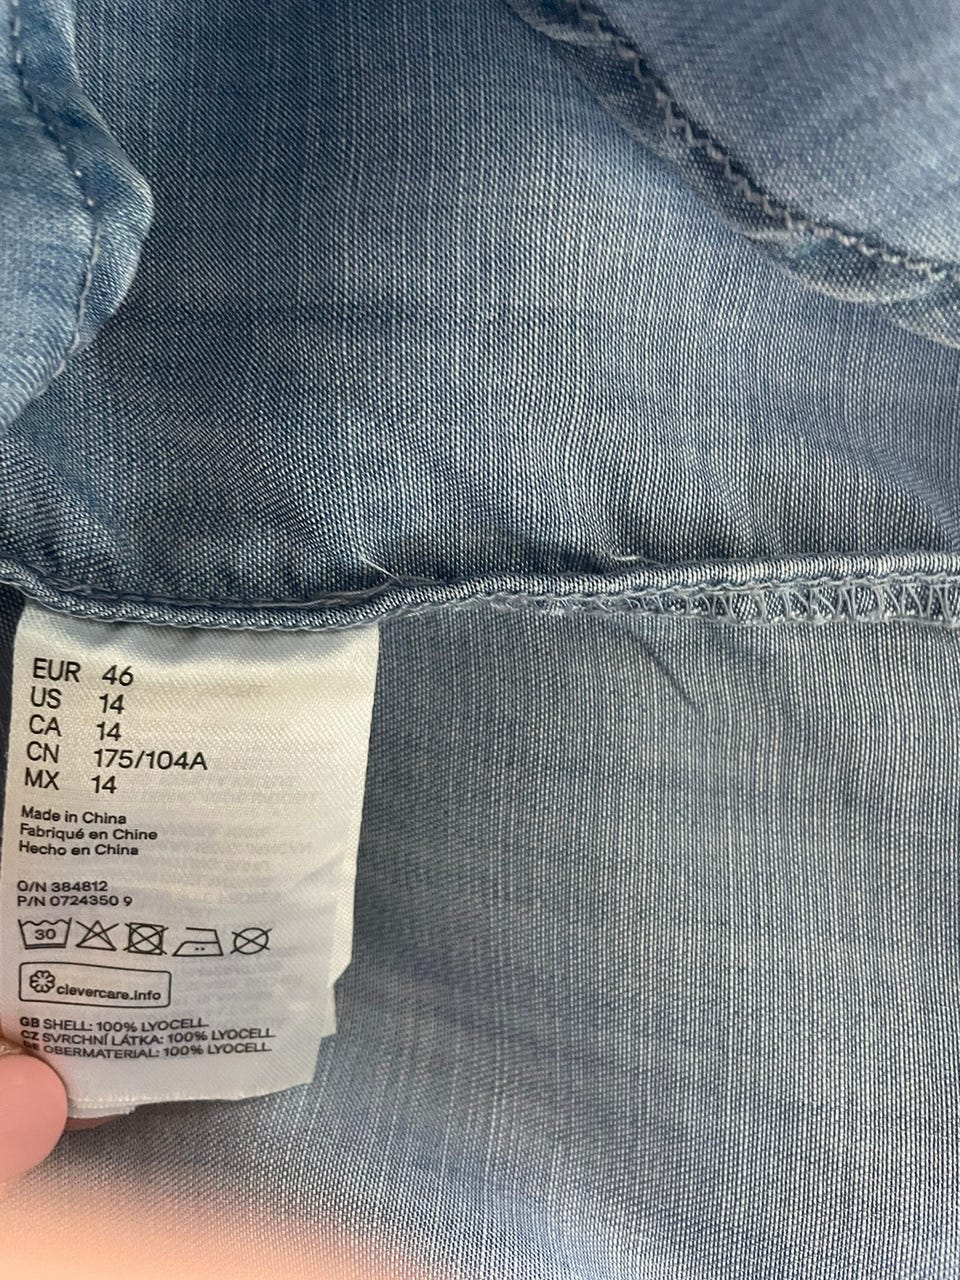 EUR 46
US 14
CA 14
CN 175/104A
MX 14
Made in China
Fabriqué en Chine
Hecho en China
O/N 384812
P/N 0724350 9
30
clevercare.info
GB SHELL: 100% LYOCELL
CZ SVRCHNÍ LÁTKA: 100% LYOCELL
DE OBERMATERIAL: 100% LYOCELL